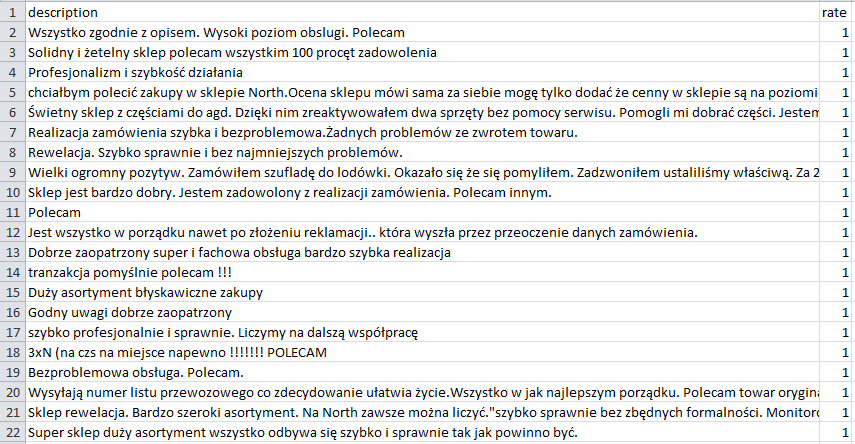 1 description rate
2 Wszystko zgodnie z opisem. Wysoki poziom obslugi. Polecam 1
3 Solidny i żetelny sklep polecam wszystkim 100 procęt zadowolenia 1
4 Profesjonalizm i szybkość działania 1
5 chciałbym polecić zakupy w sklepie North.Ocena sklepu mówi sama za siebie mogę tylko dodać że cenny w sklepie są na poziomi 1
6 Świetny sklep z częściami do agd. Dzięki nim zreaktywowałem dwa sprzęty bez pomocy serwisu. Pomogli mi dobrać części. Jestem 1
7 Realizacja zamówienia szybka i bezproblemowa.Żadnych problemów ze zwrotem towaru. 1
8 Rewelacja. Szybko sprawnie i bez najmniejszych problemów. 1
9 Wielki ogromny pozytyw. Zamówiłem szufladę do lodówki. Okazało się że się pomyliłem. Zadzwoniłem ustaliliśmy właściwą. Za 2 1
10 Sklep jest bardzo dobry. Jestem zadowolony z realizacji zamówienia. Polecam innym. 1
11 Polecam 1
12 Jest wszystko w porządku nawet po złożeniu reklamacji.. która wyszła przez przeoczenie danych zamówienia. 1
13 Dobrze zaopatrzony super i fachowa obsługa bardzo szybka realizacja 1
14 tranzakcja pomyślnie polecam !!! 1
15 Duży asortyment błyskawiczne zakupy 1
16 Godny uwagi dobrze zaopatrzony 1
17 szybko profesjonalnie i sprawnie. Liczymy na dalszą współpracę 1
18 3xN (na czs na miejsce napewno !!!!!!! POLECAM 1
19 Bezproblemowa obsługa. Polecam. 1
20 Wysyłają numer listu przewozowego co zdecydowanie ułatwia życie.Wszystko w jak najlepszym porządku. Polecam towar orygina 1
21 Sklep rewelacja. Bardzo szeroki asortyment. Na North zawsze można liczyć."szybko sprawnie bez zbędnych formalności. Monitoro 1
22 Super sklep duży asortyment wszystko odbywa się szybko i sprawnie tak jak powinno być. 1